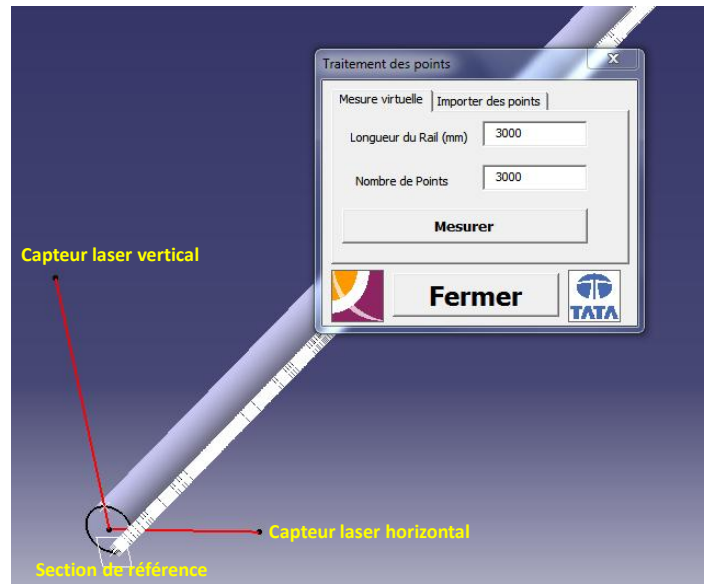 Traitement des points
X
Mesure virtuelle
Importer des points
Longueur du Rail (mm)
3000
Nombre de Points
3000
Mesurer
Fermer
TATA
Capteur laser vertical
Capteur laser horizontal
Section de référence